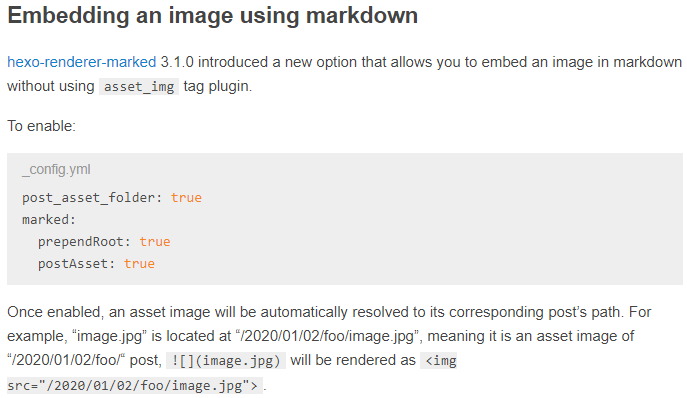 Embedding an image using markdown
hexo-renderer-marked 3.1.0 introduced a new option that allows you to embed an image in markdown
without using asset_img tag plugin.
To enable:
_config.yml
post_asset_folder: true
marked:
  prependRoot: true
  postAsset: true
Once enabled, an asset image will be automatically resolved to its corresponding post’s path. For
example, “image.jpg” is located at “/2020/01/02/foo/image.jpg”, meaning it is an asset image of
“/2020/01/02/foo/“ post, ![](image.jpg) will be rendered as <img
src="/2020/01/02/foo/image.jpg"> .